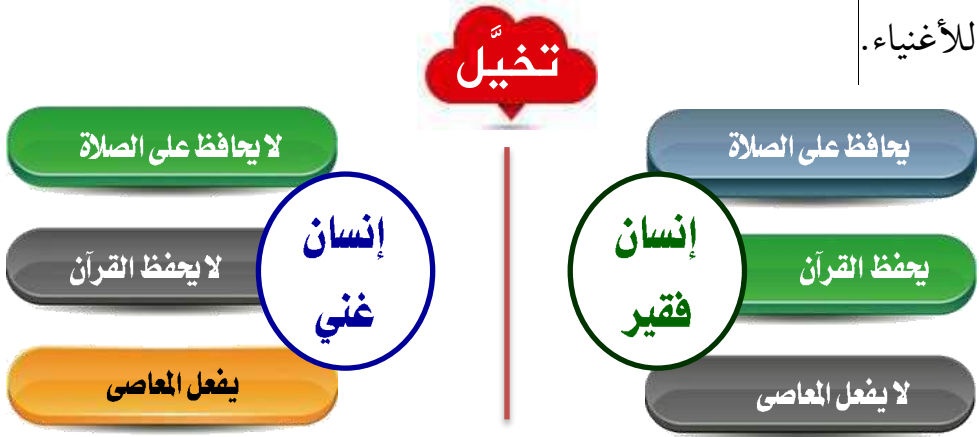 للأغنياء.
تخيَّل
يحافظ على الصلاة
إنسان
فقير
يحفظ القرآن
لا يفعل المعاصى
لا يحافظ على الصلاة
إنسان
غني
لا يحفظ القرآن
يفعل المعاصى